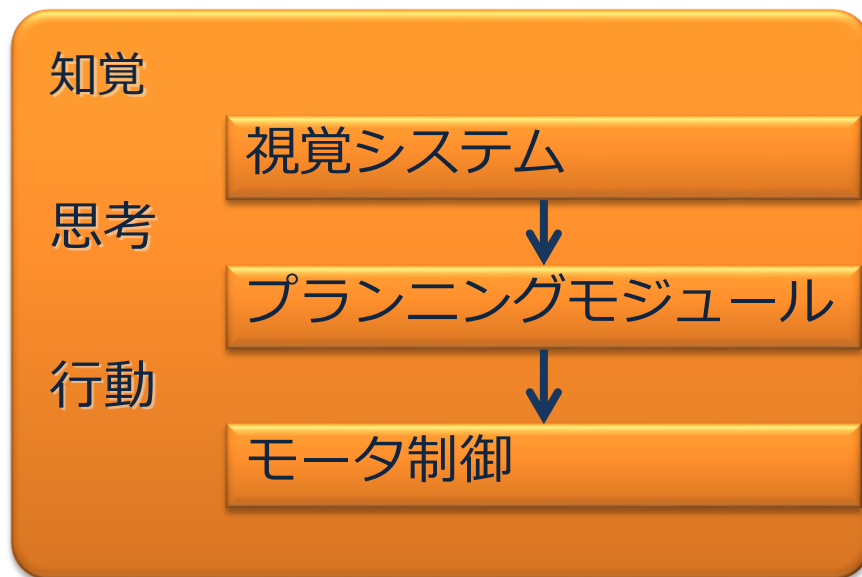 知覚
視覚システム
思考
プランニングモジュール
行動
モータ制御